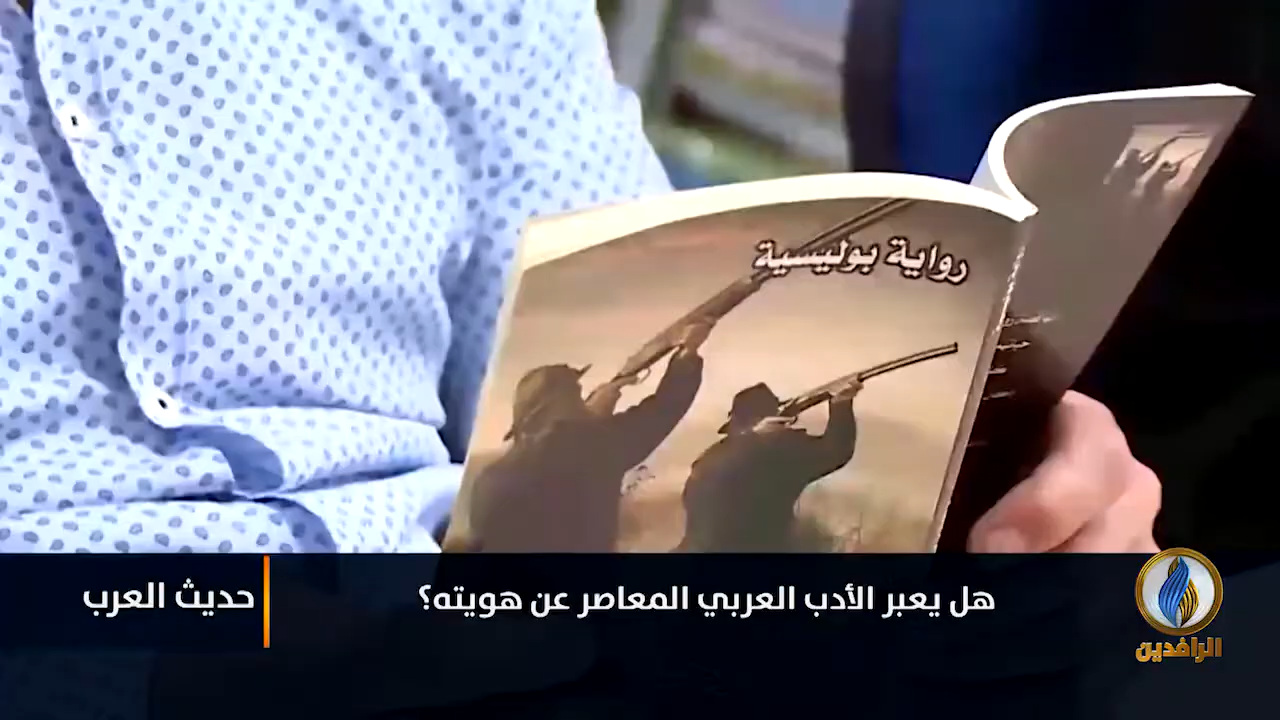 رواية بوليسية
هل يعبر الأدب العربي المعاصر عن هويته؟
حديث العرب
الرافدين